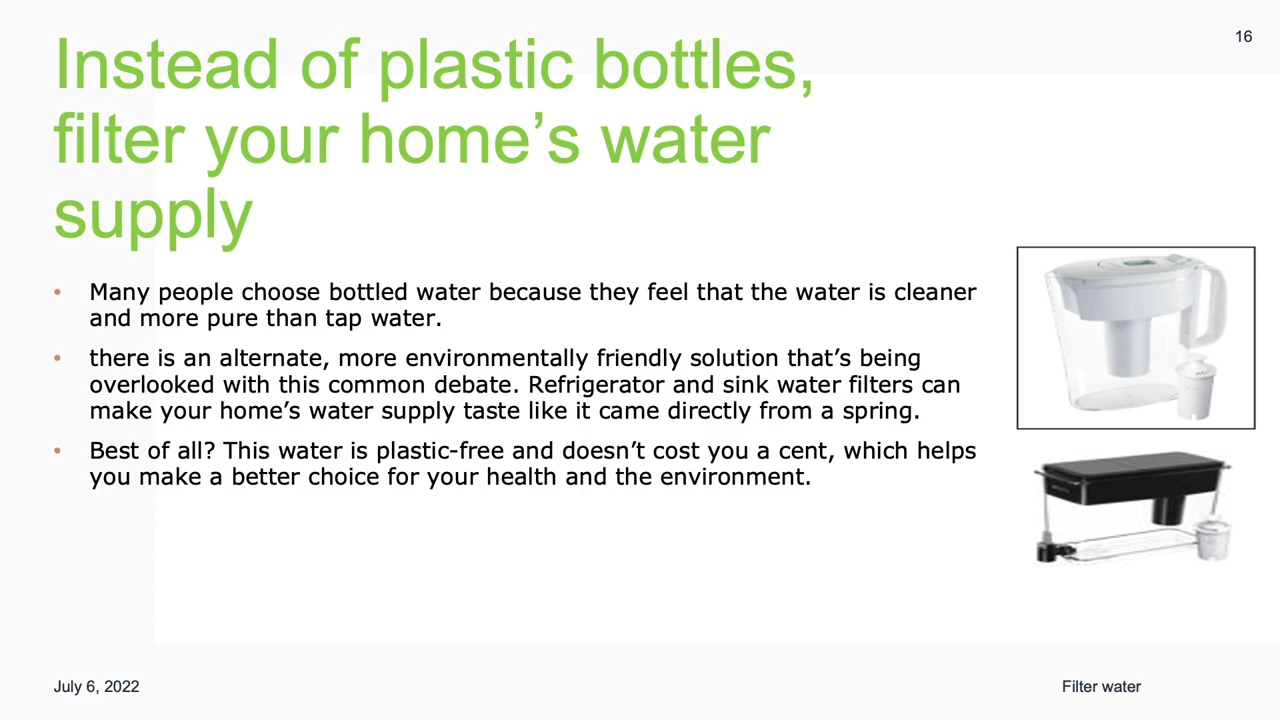 16
Instead of plastic bottles,
filter your home’s water
supply
• Many people choose bottled water because they feel that the water is cleaner
and more pure than tap water.
• there is an alternate, more environmentally friendly solution that’s being
overlooked with this common debate. Refrigerator and sink water filters can
make your home’s water supply taste like it came directly from a spring.
• Best of all? This water is plastic-free and doesn’t cost you a cent, which helps
you make a better choice for your health and the environment.
July 6, 2022
Filter water